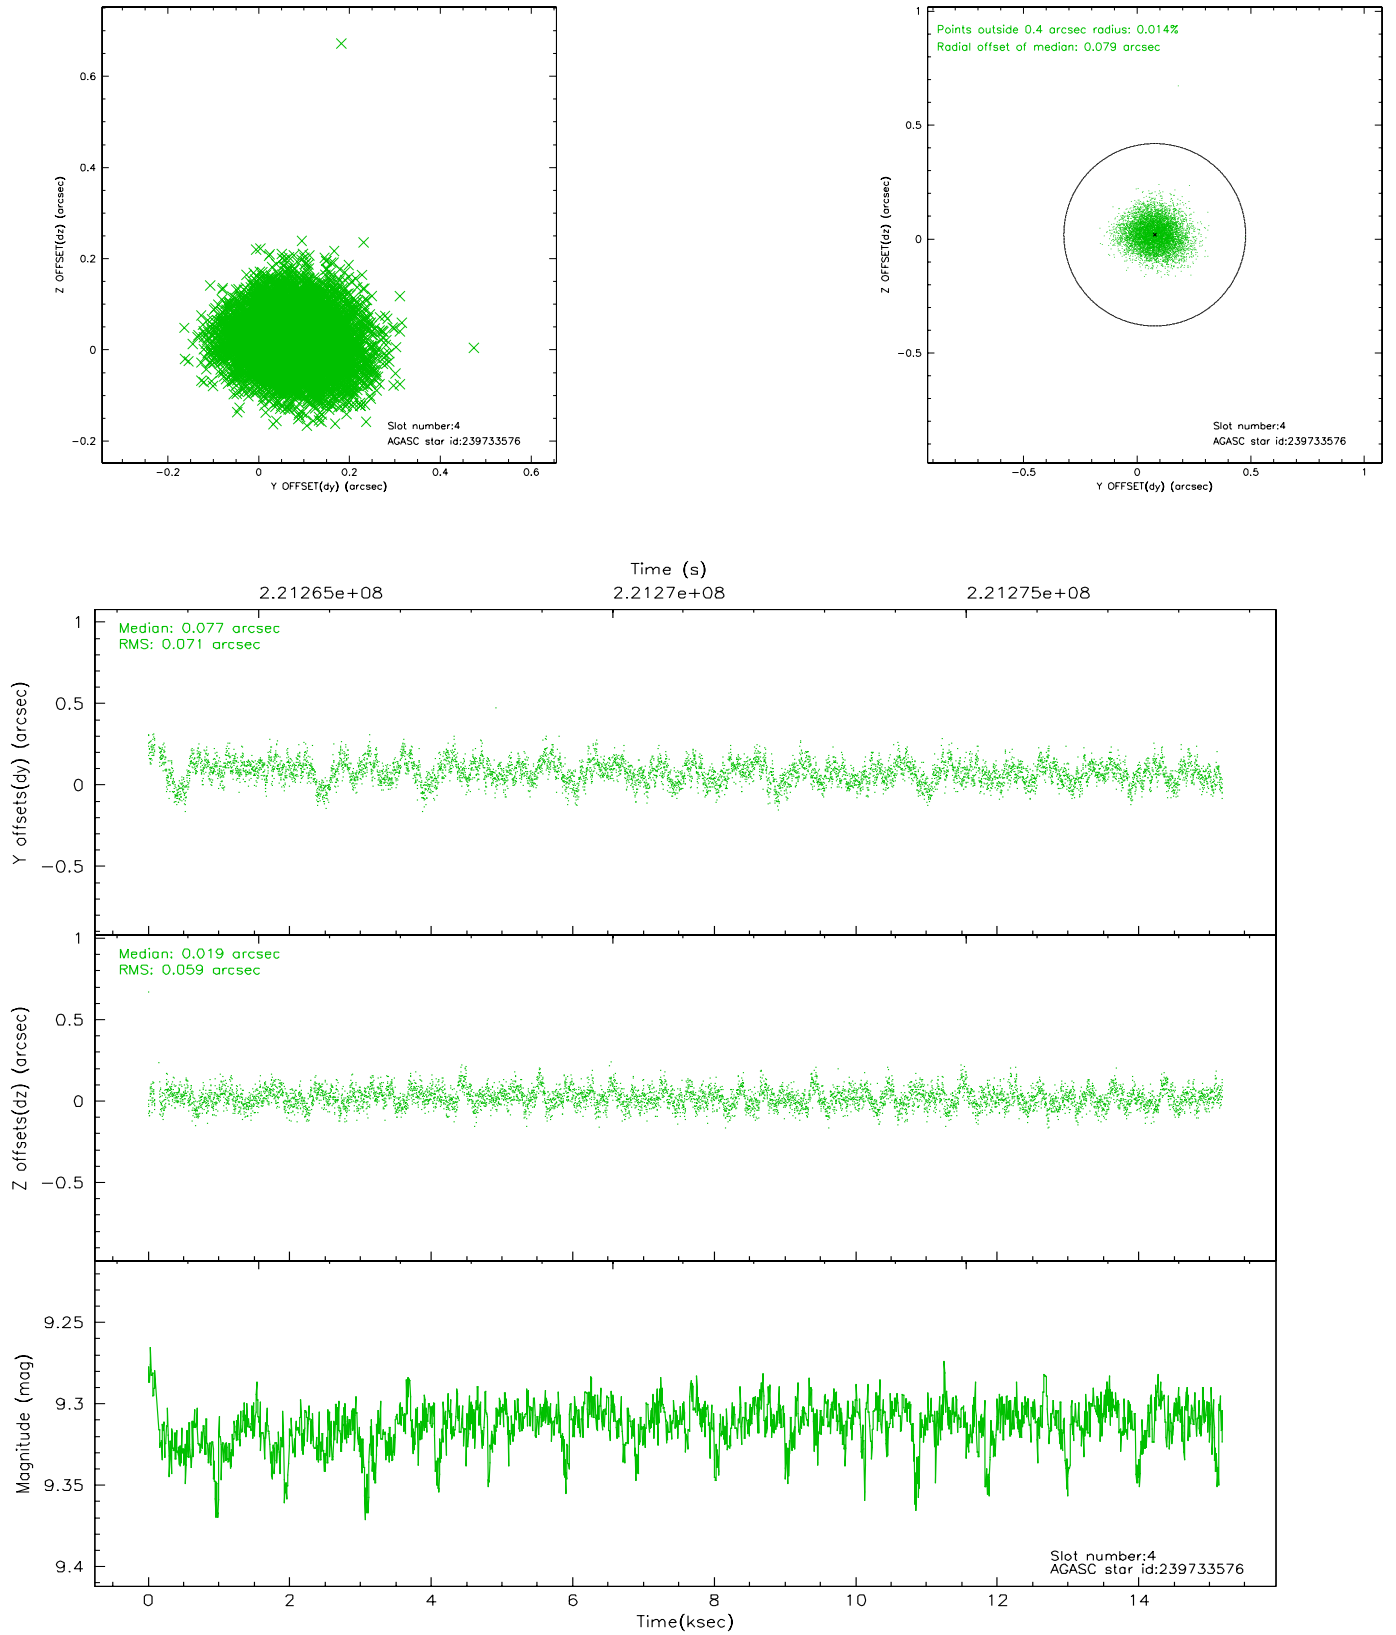 0.6
0.4
0.2
0
−0.2
Z OFFSET(dz) (arcsec)
Slot number:4
AGASC star id:239733576
−0.2 0 0.2 0.4 0.6
Y OFFSET(dy) (arcsec)
Points outside 0.4 arcsec radius: 0.014%
Radial offset of median: 0.079 arcsec
1
0.5
0
−0.5
Z OFFSET(dz) (arcsec)
Slot number:4
AGASC star id:239733576
−0.5 0 0.5 1
Y OFFSET(dy) (arcsec)
Time (s)
2.21265e+08 2.2127e+08 2.21275e+08
Median: 0.077 arcsec
RMS: 0.071 arcsec
1
0.5
0
−0.5
Y offsets(dy) (arcsec)
Median: 0.019 arcsec
RMS: 0.059 arcsec
1
0.5
0
−0.5
Z offsets(dz) (arcsec)
9.25
9.3
9.35
9.4
Magnitude (mag)
Slot number:4
AGASC star id:239733576
0 2 4 6 8 10 12 14
Time(ksec)